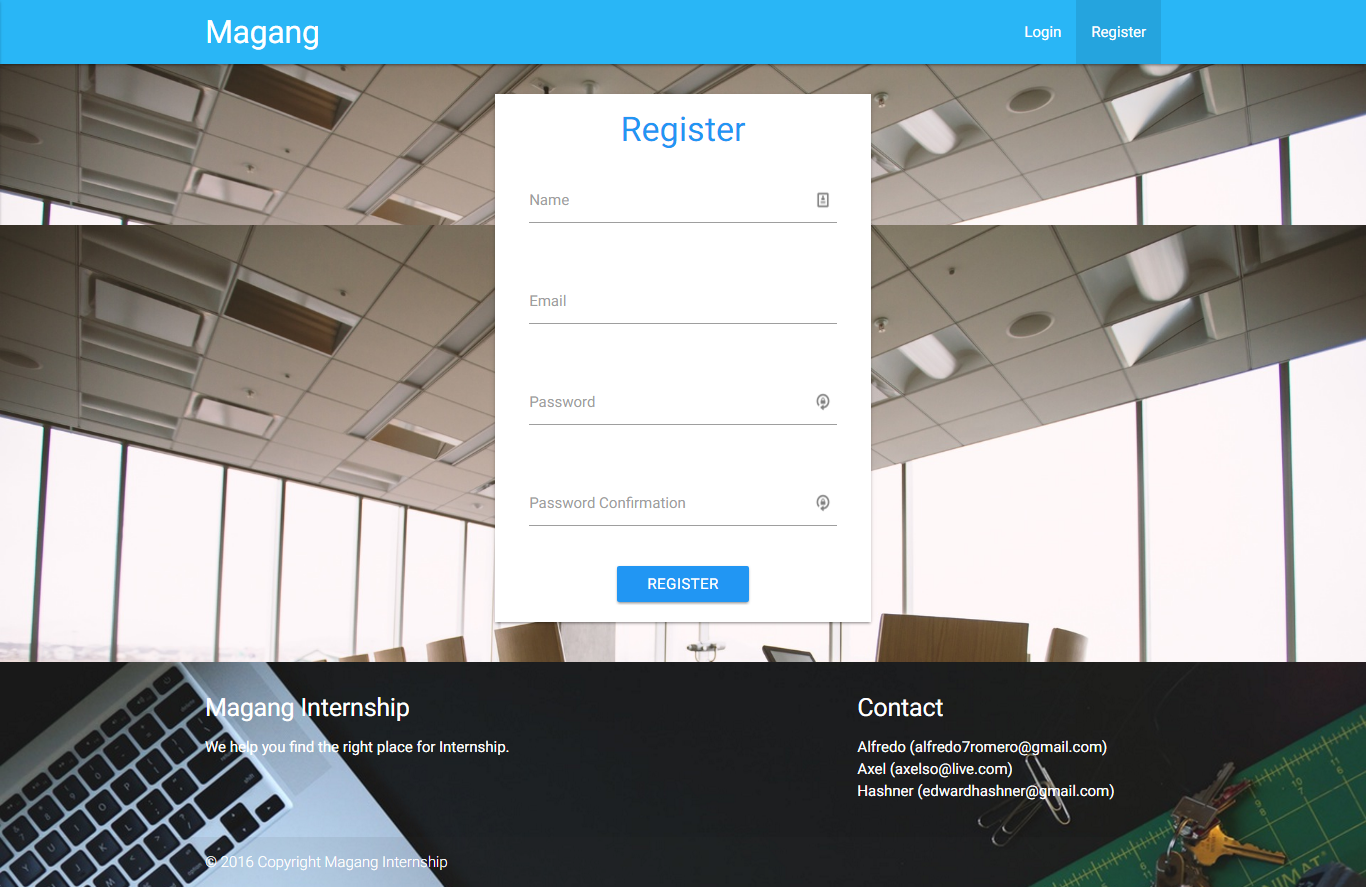 Magang
Login
Register
Register
Name
Email
Password
Password Confirmation
REGISTER
Magang Internship
We help you find the right place for Internship.
Contact
Alfredo (alfredo7romero@gmail.com)
Axel (axelso@live.com)
Hashner (edwardhashner@gmail.com)
© 2016 Copyright Magang Internship